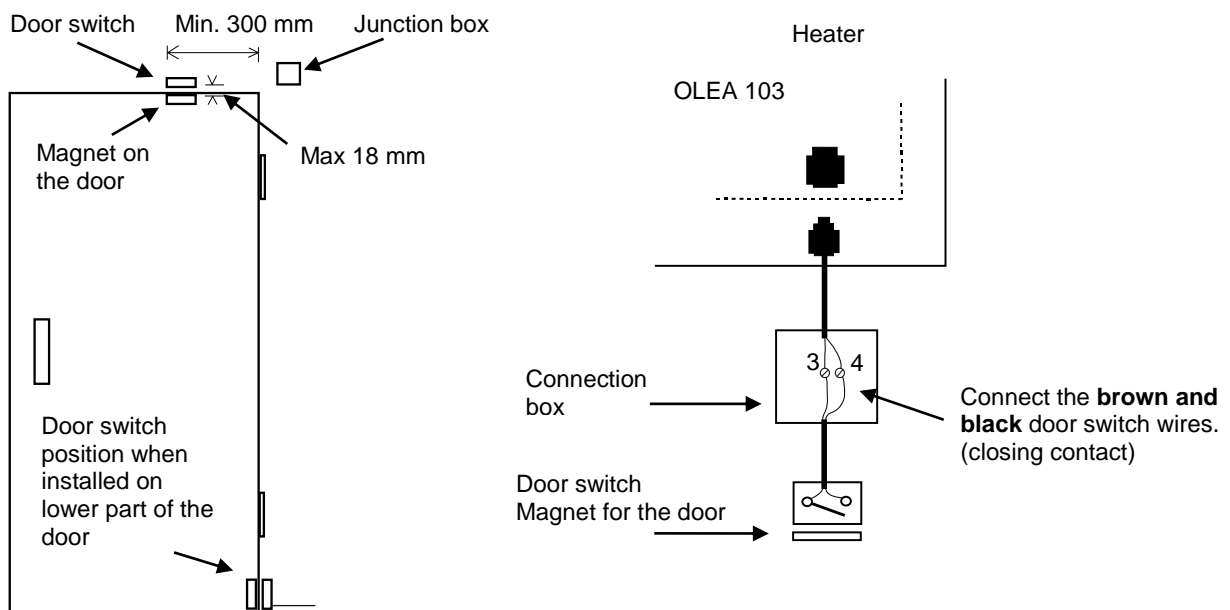 Door switch
Min. 300 mm
Junction box
Magnet on
the door
Max 18 mm
Door switch
position when
installed on
lower part of the
door
Heater
OLEA 103
3
4
Connection
box
Connect the brown and
black door switch wires.
(closing contact)
Door switch
Magnet for the door